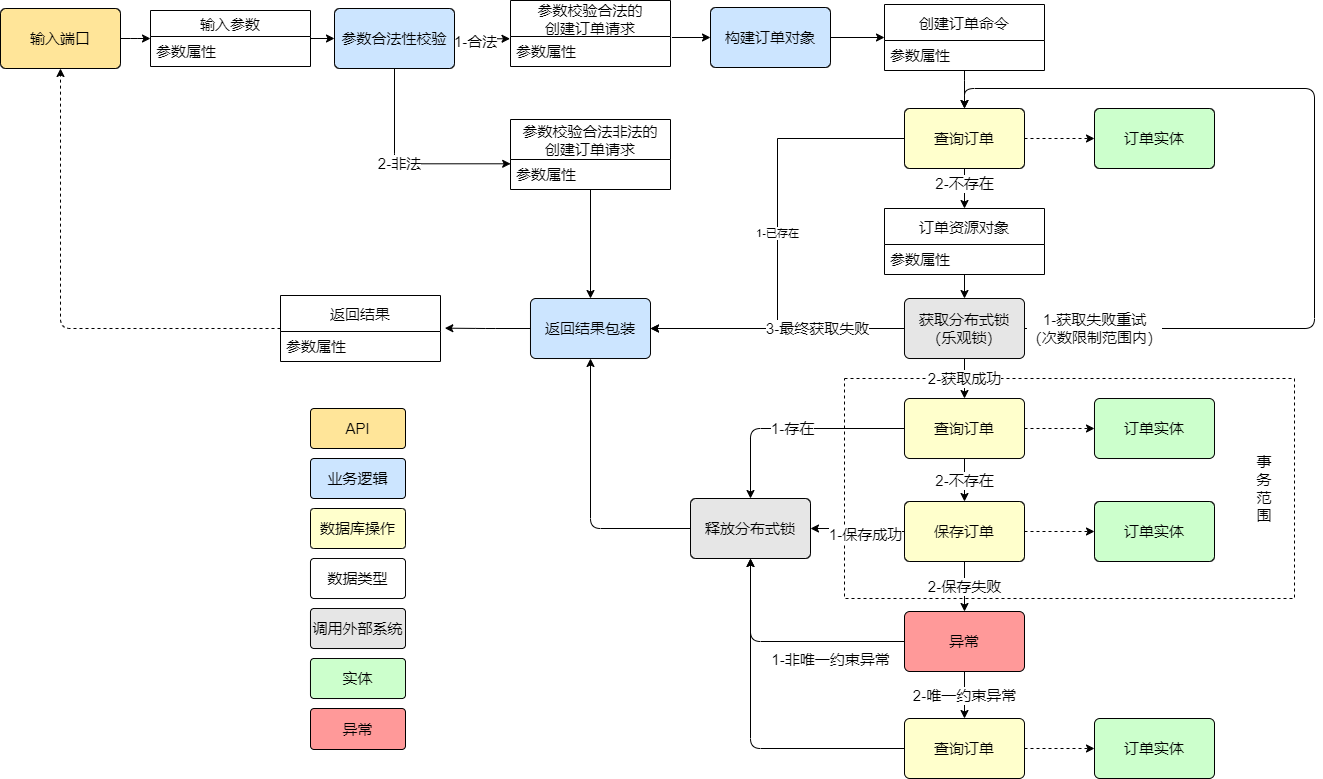 输入端口
输入参数
参数属性
参数合法性校验
1-合法
参数校验合法的
创建订单请求
参数属性
构建订单对象
创建订单命令
参数属性
查询订单
订单实体
参数校验合法非法的
创建订单请求
参数属性
2-非法
2-不存在
1-已存在
订单资源对象
参数属性
返回结果
参数属性
返回结果包装
3-最终获取失败
获取分布式锁
(乐观锁)
1-获取失败重试
(次数限制范围内)
2-获取成功
API
业务逻辑
数据库操作
数据类型
调用外部系统
实体
异常
1-存在
查询订单
订单实体
事
务
范
围
2-不存在
释放分布式锁
1-保存成功
保存订单
订单实体
2-保存失败
异常
1-非唯一约束异常
2-唯一约束异常
查询订单
订单实体